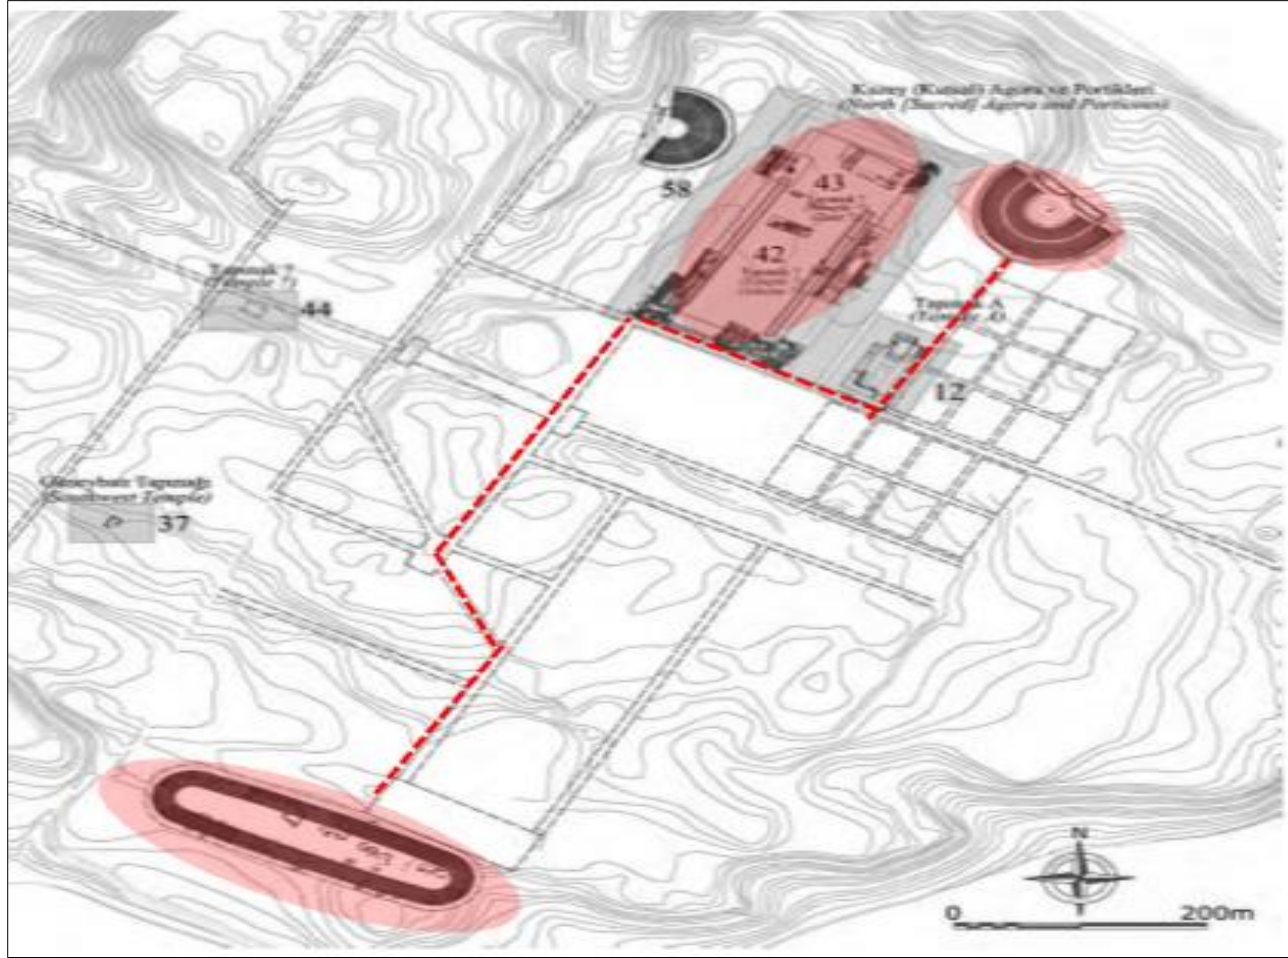 Kuzey (Kutsal) Agora ve Portikleri
(North [Sacred] Agora and Porticoes)
58
43
42
Tapınak ?
(Temple ?)
44
Tapınak A
(Temple A)
12
Güneybatı Tapınağı
(Southwest Temple)
37
N
0
200m